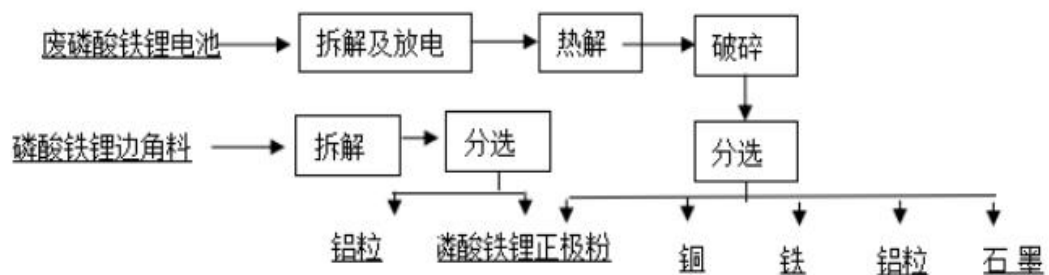 废磷酸铁锂电池 拆解及放电 热解 破碎
磷酸铁锂边角料 拆解 分选 分选
铝粒 磷酸铁锂正极粉 铜 铁 铝粒 石墨